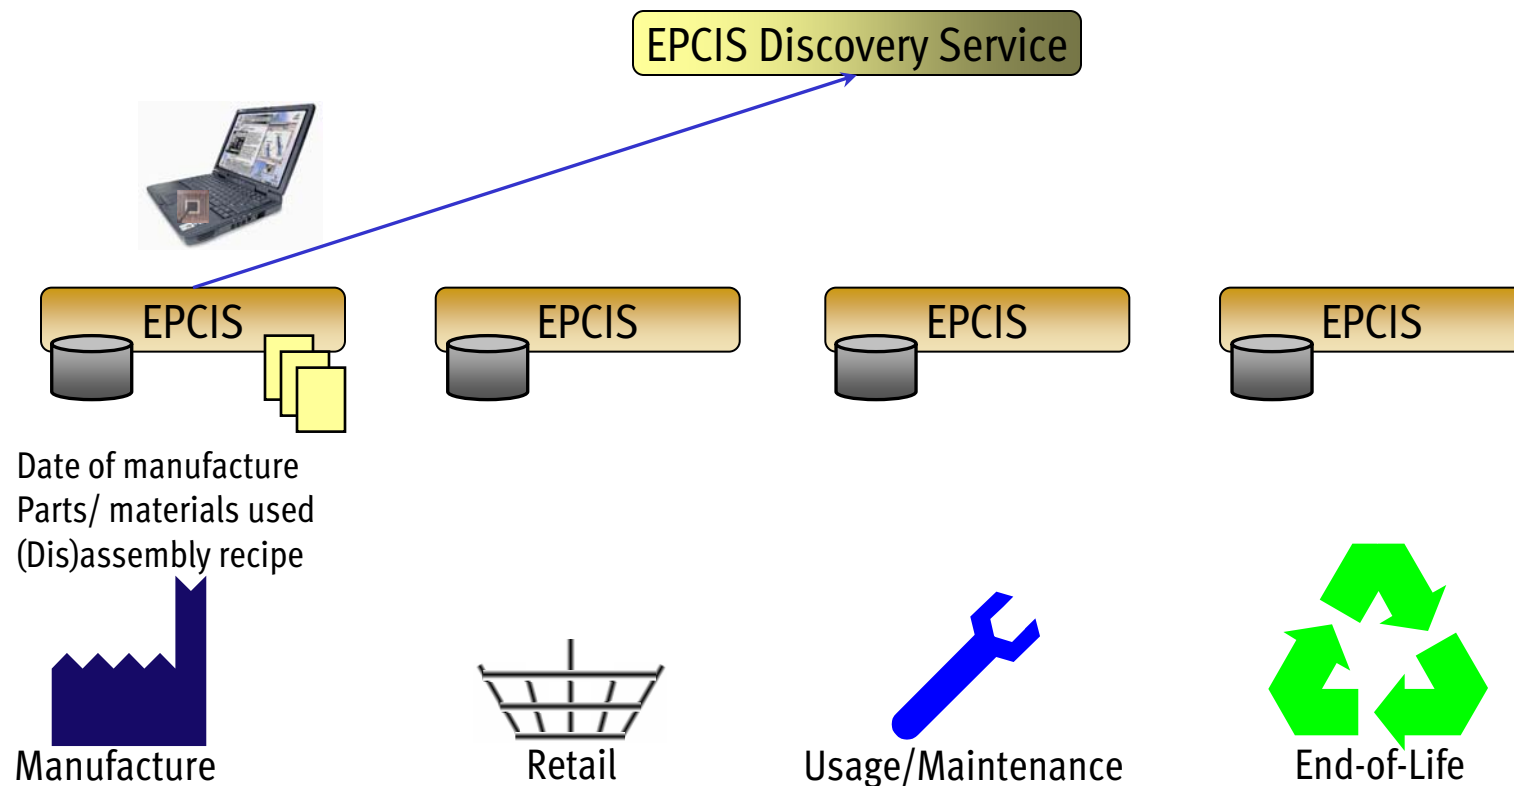 EPCIS Discovery Service
EPCIS
EPCIS
EPCIS
EPCIS
Date of manufacture
Parts/ materials used
(Dis)assembly recipe
Manufacture
Retail
Usage/Maintenance
End-of-Life